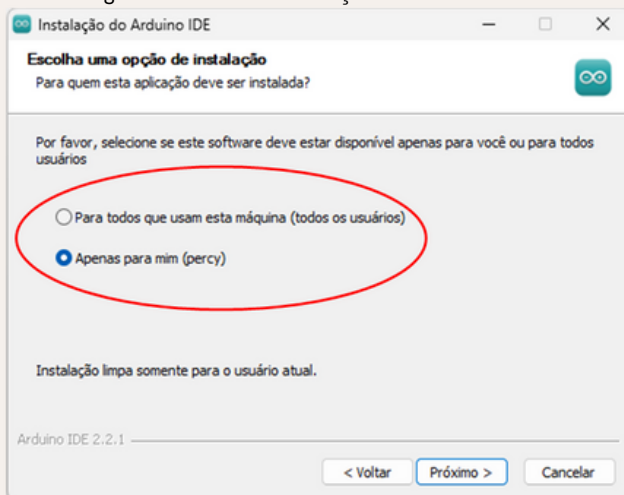 Instalação do Arduino IDE
Escolha uma opção de instalação
Para quem esta aplicação deve ser instalada?
Por favor, selecione se este software deve estar disponível apenas para você ou para todos
usuários
Para todos que usam esta máquina (todos os usuários)
Apenas para mim (percy)
Instalação limpa somente para o usuário atual.
Arduino IDE 2.2.1
< Voltar
Próximo >
Cancelar